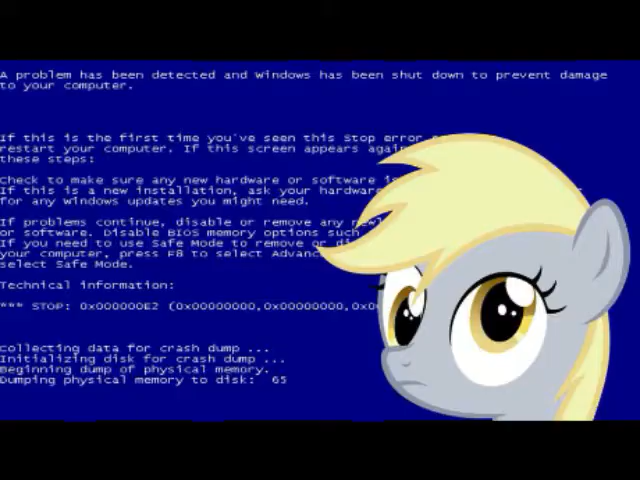 A problem has been detected and Windows has been shut down to prevent damage
to your computer.
If this is the first time you've seen this Stop error
restart your computer. If this screen appears again
these steps:
Check to make sure any new hardware or software is
If this is a new installation, ask your hardware
for any Windows updates you might need.
If problems continue, disable or remove any newl
or software. Disable BIOS memory options such
If you need to use Safe Mode to remove or di
your computer, press F8 to select Advanc
select Safe Mode.
Technical information:
*** STOP: 0x000000E2 (0x00000000,0x00000000,0x00
Collecting data for crash dump ...
Initializing disk for crash dump ...
Beginning dump of physical memory.
Dumping physical memory to disk: 65